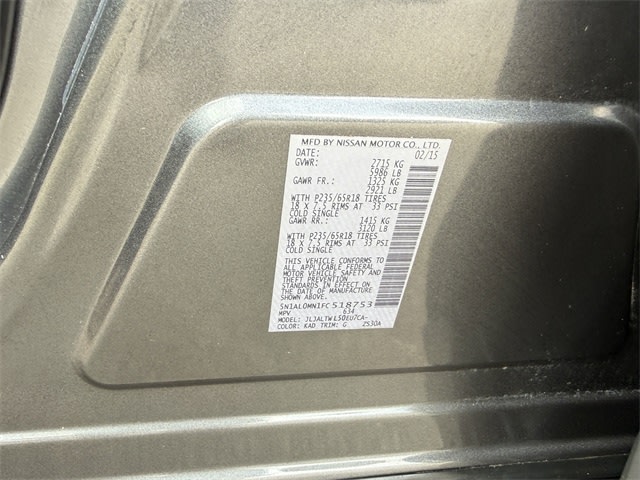 MFD BY NISSAN MOTOR CO., LTD.
DATE: 02/15
GVWR: 2715 KG
5986 LB
GAWR FR.: 1325 KG
2921 LB
WITH P235/65R18 TIRES
18 X 7.5 RIMS AT 33 PSI
COLD SINGLE
GAWR RR.: 1415 KG
3120 LB
WITH P235/65R18 TIRES
18 X 7.5 RIMS AT 33 PSI
COLD SINGLE
THIS VEHICLE CONFORMS TO
ALL APPLICABLE FEDERAL
MOTOR VEHICLE SAFETY AND
THEFT PREVENTION
STANDARDS IN EFFECT ON
THE DATE OF MANUFACTURE
SHOWN ABOVE.
5N1AL0MN1FC518753
MPV 634
MODEL: JLJALTWL50EU7CA-
COLOR: KAD TRIM: G ZS30A